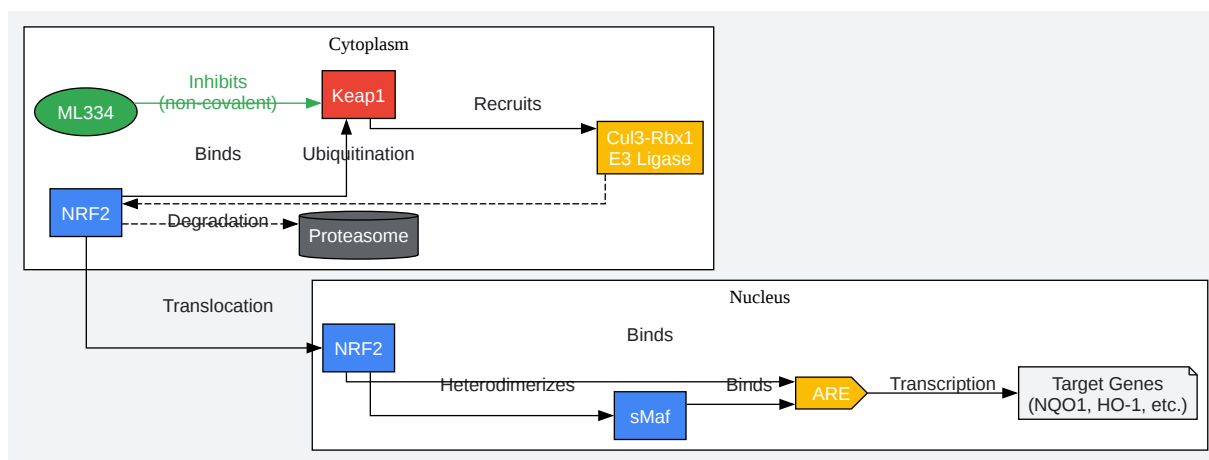 Cytoplasm
Inhibits
(non-covalent)
ML334
Keap1
Recruits
Cul3-Rbx1
E3 Ligase
Binds
Ubiquitination
NRF2
Degradation
Proteasome
Translocation
Nucleus
NRF2
Binds
Heterodimerizes
Binds
sMaf
ARE
Transcription
Target Genes
(NQO1, HO-1, etc.)